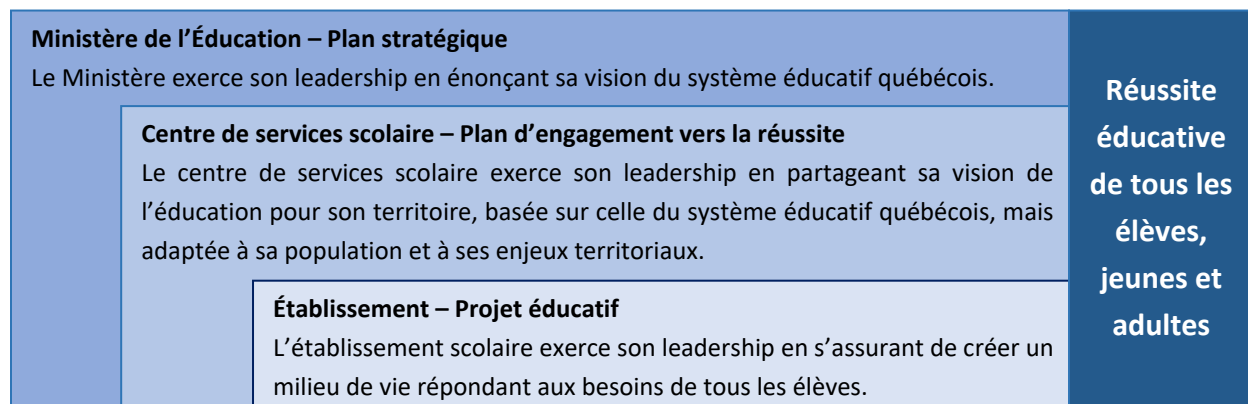 Ministère de l’Éducation – Plan stratégique
Le Ministère exerce son leadership en énonçant sa vision du système éducatif québécois.
Centre de services scolaire – Plan d’engagement vers la réussite
Le centre de services scolaire exerce son leadership en partageant sa vision de
l’éducation pour son territoire, basée sur celle du système éducatif québécois, mais
adaptée à sa population et à ses enjeux territoriaux.
Établissement – Projet éducatif
L’établissement scolaire exerce son leadership en s’assurant de créer un
milieu de vie répondant aux besoins de tous les élèves.
Réussite
éducative
de tous les
élèves,
jeunes et
adultes